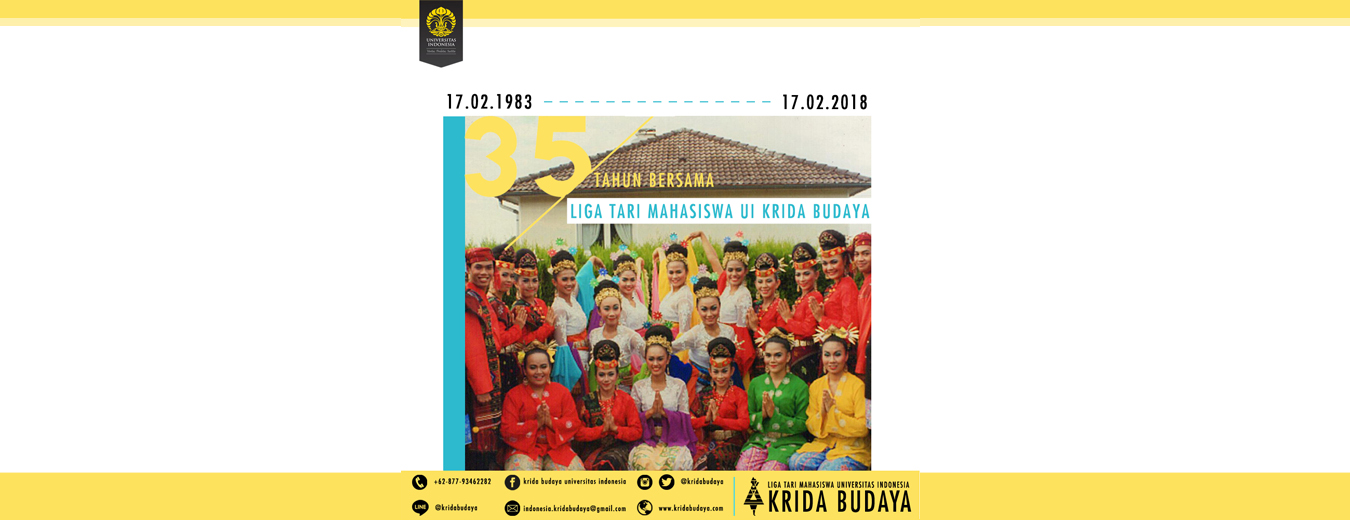 UNIVERSITAS
INDONESIA
17.02.1983
17.02.2018
35
TAHUN BERSAMA
LIGA TARI MAHASISWA UI KRIDA BUDAYA
+62-877-93462282
krida budaya universitas indonesia
@kridabudaya
LINE
@kridabudaya
indonesia.kridabudaya@gmail.com
www.kridabudaya.com
LIGA TARI MAHASISWA UNIVERSITAS INDONESIA
KRIDA BUDAYA